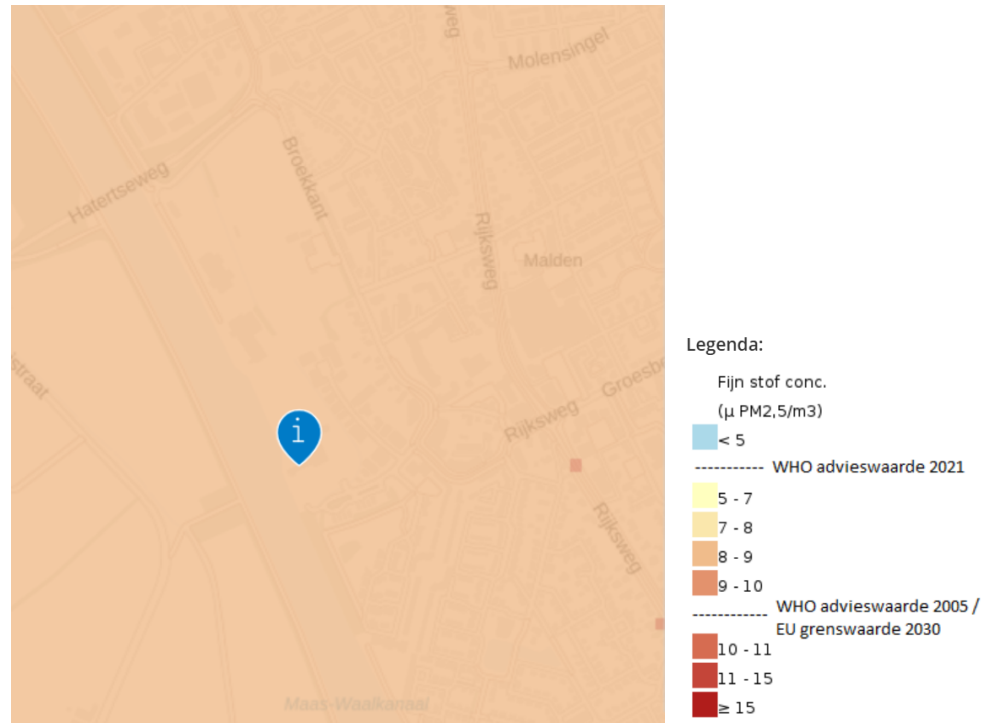 weg
Molensingel
Broekkant
Hatertseweg
Rijksweg
Malden
straat
Groesbe
Rijksweg
i
Rijksweg
Maas-Waalkanaal
Legenda:
Fijn stof conc.
(µ PM2,5/m3)
< 5
----------- WHO advieswaarde 2021
5 - 7
7 - 8
8 - 9
9 - 10
------------ WHO advieswaarde 2005 /
EU grenswaarde 2030
10 - 11
11 - 15
≥ 15